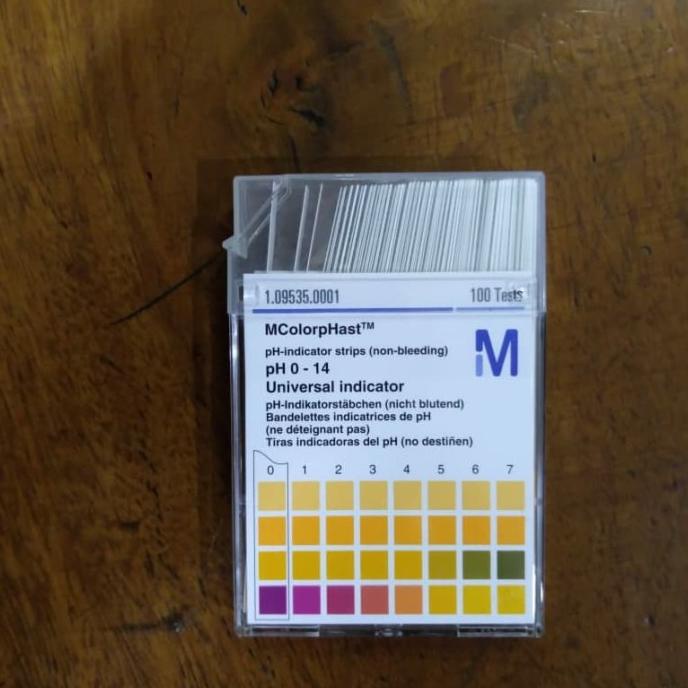 1.09535.0001 100 Tests
MColorpHast™
M
pH-indicator strips (non-bleeding)
pH 0 - 14
Universal indicator
pH-Indikatorstäbchen (nicht blutend)
Bandelettes indicatrices de pH
(ne déteignant pas)
Tiras indicadoras del pH (no destiñen)
0 1 2 3 4 5 6 7